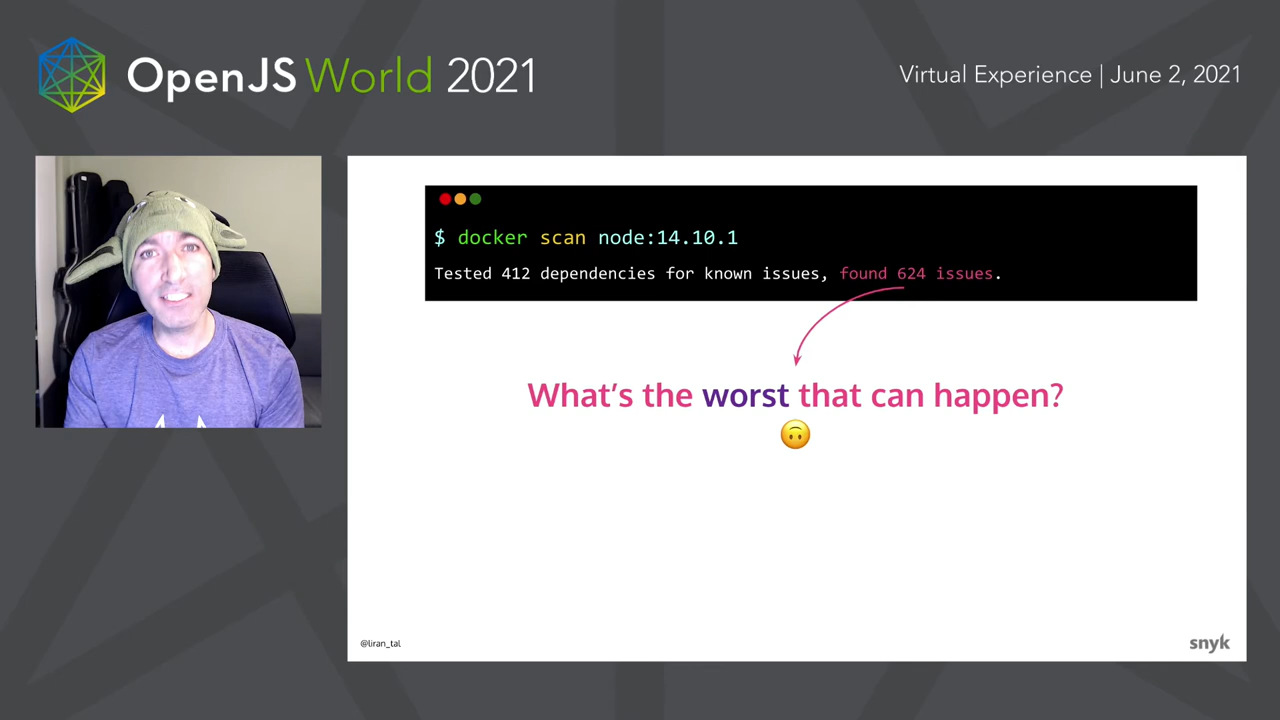 OpenJS World 2021
Virtual Experience | June 2, 2021
$ docker scan node:14.10.1
Tested 412 dependencies for known issues, found 624 issues.
What's the worst that can happen?
@liran_tal
snyk